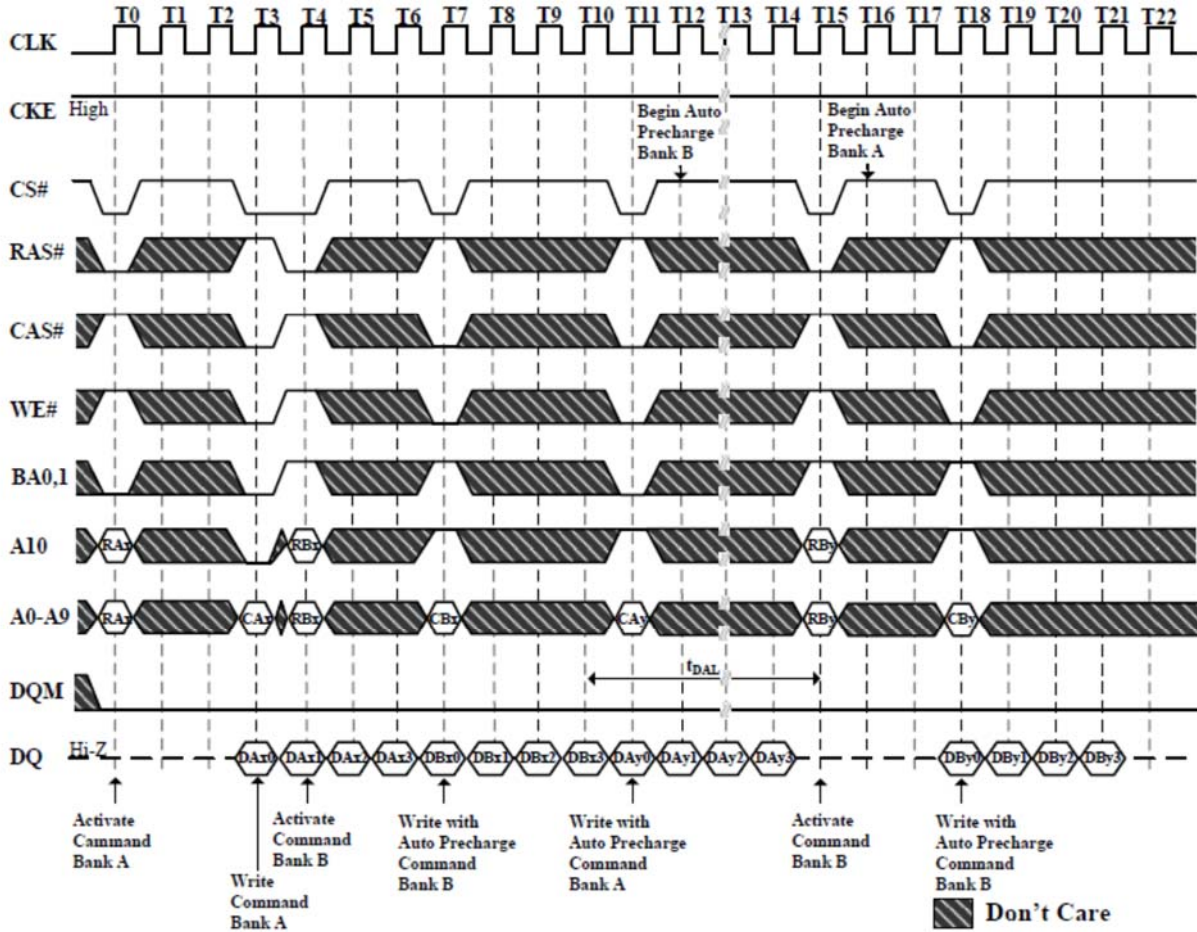 T0 T1 T2 T3 T4 T5 T6 T7 T8 T9 T10 T11 T12 T13 T14 T15 T16 T17 T18 T19 T20 T21 T22
CLK
CKE High
Begin Auto
Precharge
Bank B
Begin Auto
Precharge
Bank A
CS#
RAS#
CAS#
WE#
BA0,1
A10 RAx RBx RBy
A0-A9 RAx CAx RBx CBx CAy RBy CBy
tDAL
DQM
DQ Hi-Z DAx0 DAx1 DAx2 DAx3 DBx0 DBx1 DBx2 DBx3 DAy0 DAy1 DAy2 DAy3 DBy0 DBy1 DBy2 DBy3
Activate
Cammand
Bank A
Write
Command
Bank A
Activate
Command
Bank B
Write with
Auto Precharge
Command
Bank B
Write with
Auto Precharge
Command
Bank A
Activate
Command
Bank B
Write with
Auto Precharge
Command
Bank B
Don't Care